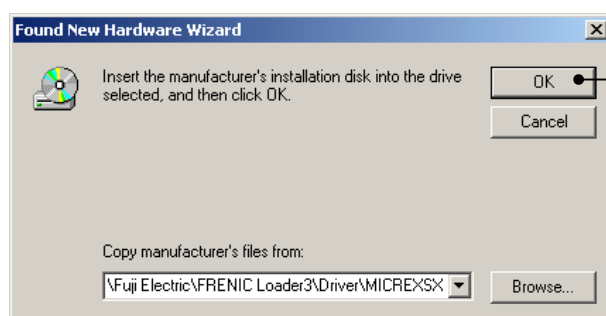 Found New Hardware Wizard
Insert the manufacturer's installation disk into the drive
selected, and then click OK.
OK
Cancel
Copy manufacturer's files from:
\Fuji Electric\FRENIC Loader3\Driver\MICREXSX
Browse...